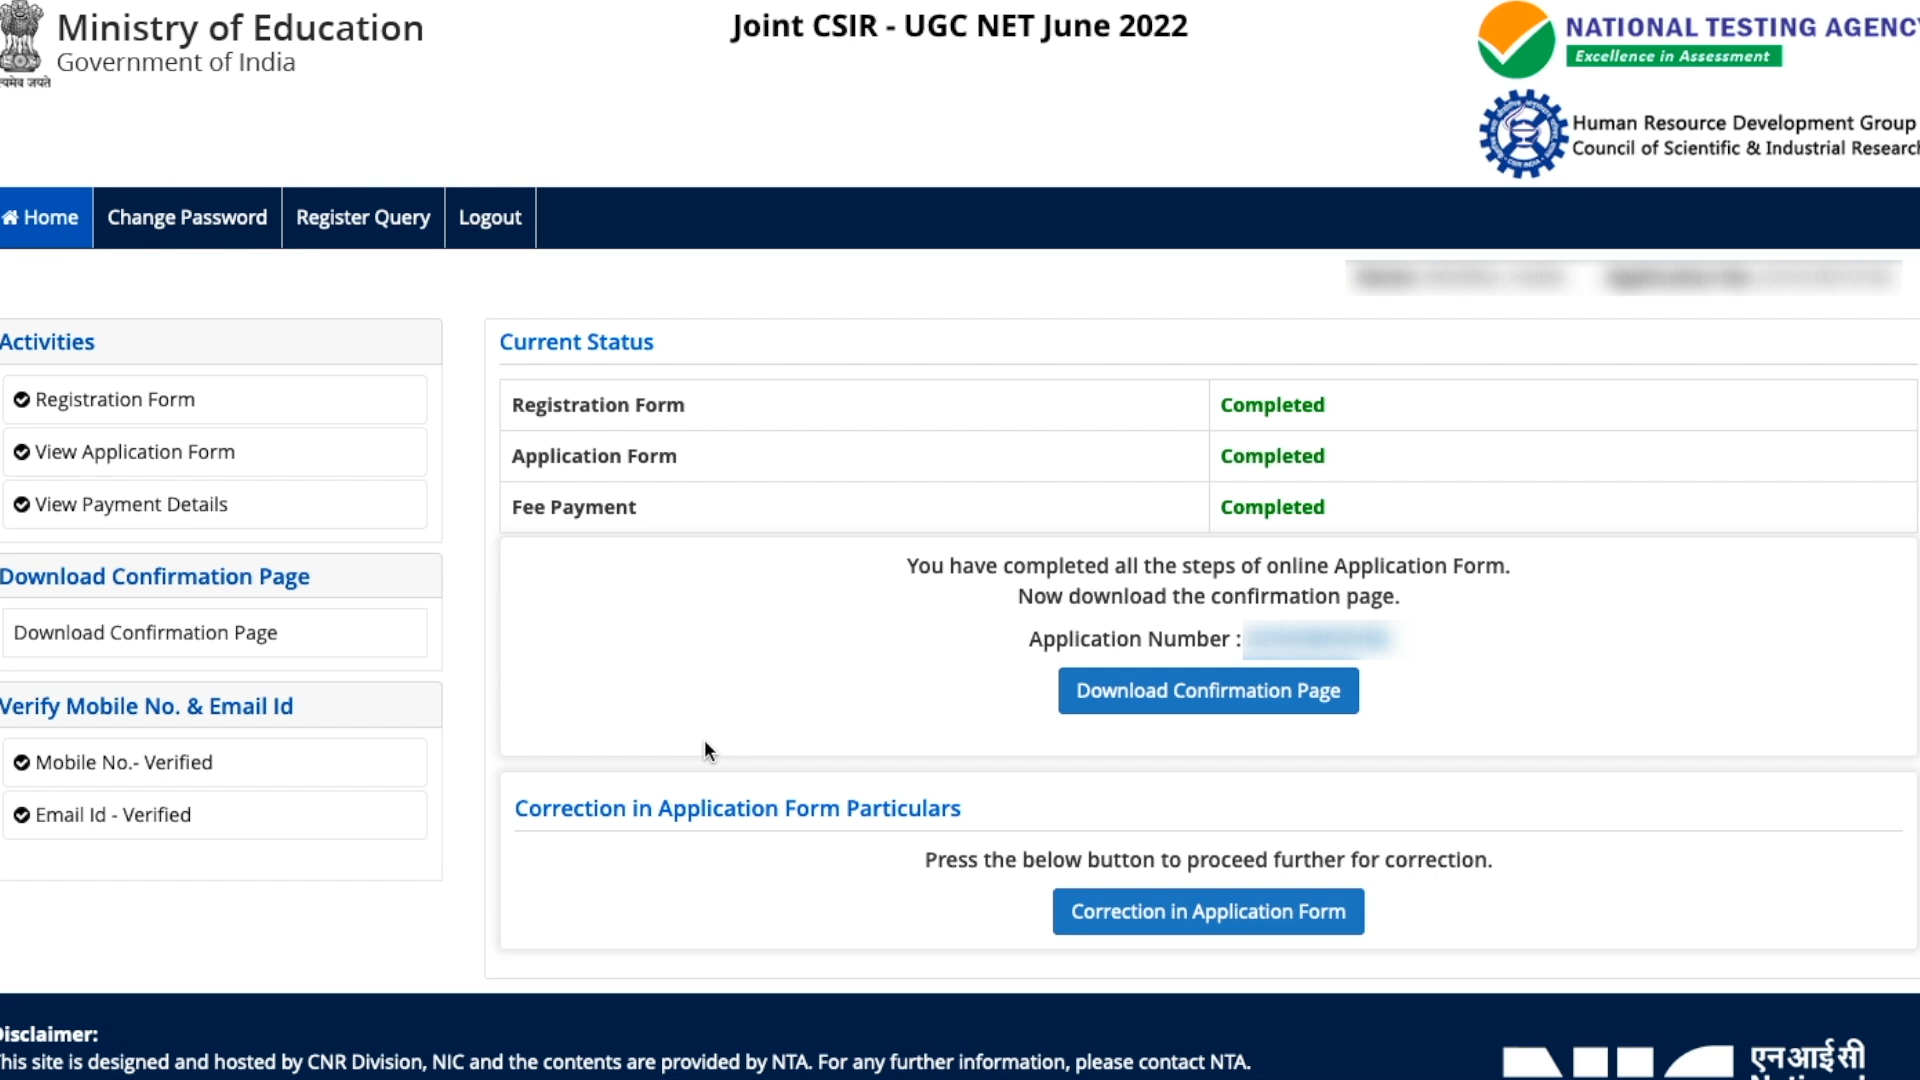 Ministry of Education
Government of India
Joint CSIR - UGC NET June 2022
NATIONAL TESTING AGENC
Excellence in Assessment
Human Resource Development Group
Council of Scientific & Industrial Research
Home
Change Password
Register Query
Logout
Activities
Registration Form
View Application Form
View Payment Details
Download Confirmation Page
Download Confirmation Page
Verify Mobile No. & Email Id
Mobile No.- Verified
Email Id - Verified
Current Status
Registration Form Completed
Application Form Completed
Fee Payment Completed
You have completed all the steps of online Application Form.
Now download the confirmation page.
Application Number :
Download Confirmation Page
Correction in Application Form Particulars
Press the below button to proceed further for correction.
Correction in Application Form
Disclaimer:
his site is designed and hosted by CNR Division, NIC and the contents are provided by NTA. For any further information, please contact NTA.
एनआईसी